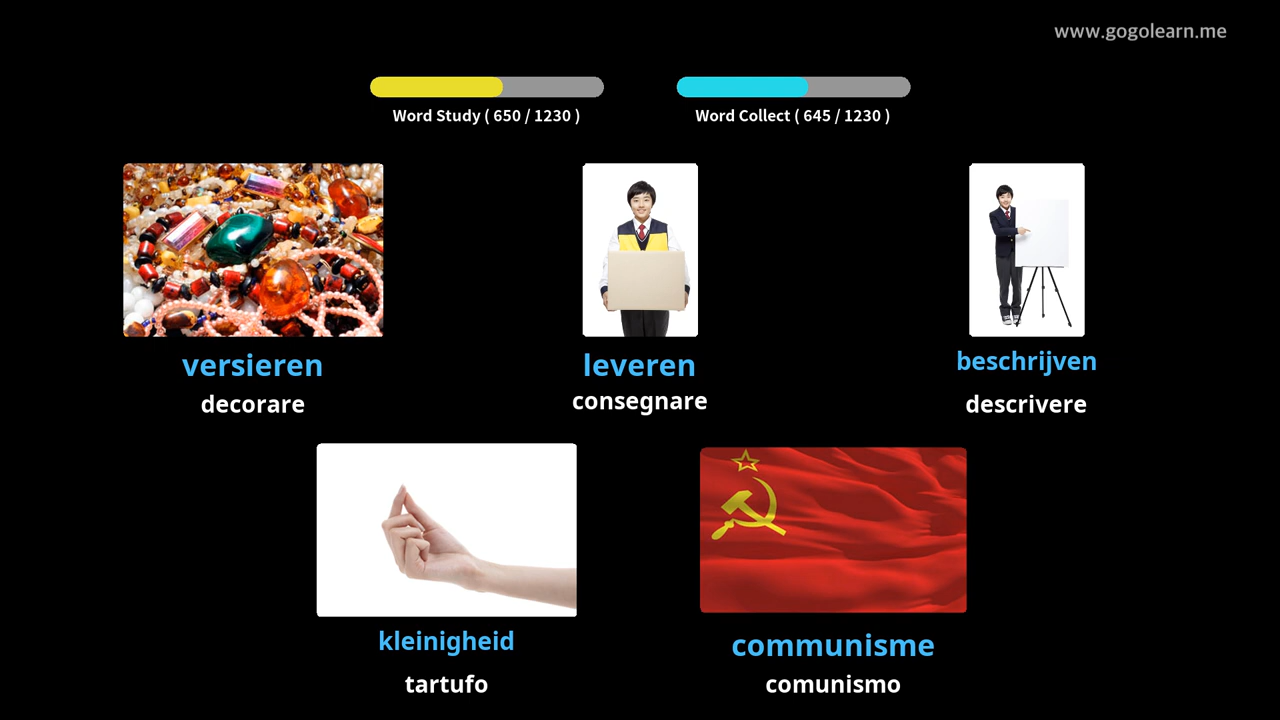 www.gogolearn.me
Word Study ( 650 / 1230 )
Word Collect ( 645 / 1230 )
versieren
decorare
leveren
consegnare
beschrijven
descrivere
kleinigheid
tartufo
communisme
comunismo